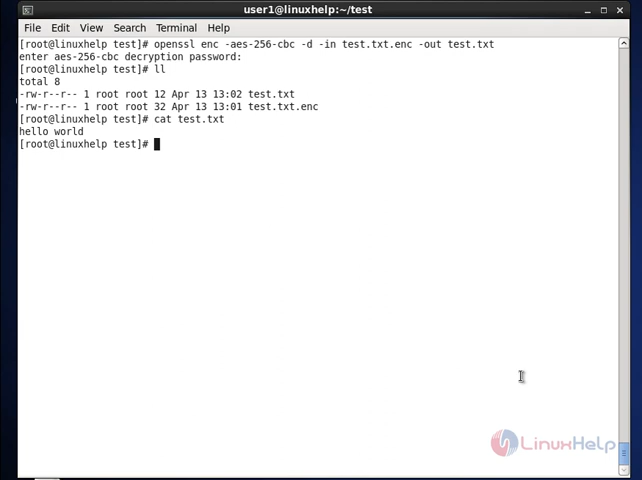 user1@linuxhelp:~/test
File Edit View Search Terminal Help
[root@linuxhelp test]# openssl enc -aes-256-cbc -d -in test.txt.enc -out test.txt
enter aes-256-cbc decryption password:
[root@linuxhelp test]# ll
total 8
-rw-r--r-- 1 root root 12 Apr 13 13:02 test.txt
-rw-r--r-- 1 root root 32 Apr 13 13:01 test.txt.enc
[root@linuxhelp test]# cat test.txt
hello world
[root@linuxhelp test]#
LinuxHelp